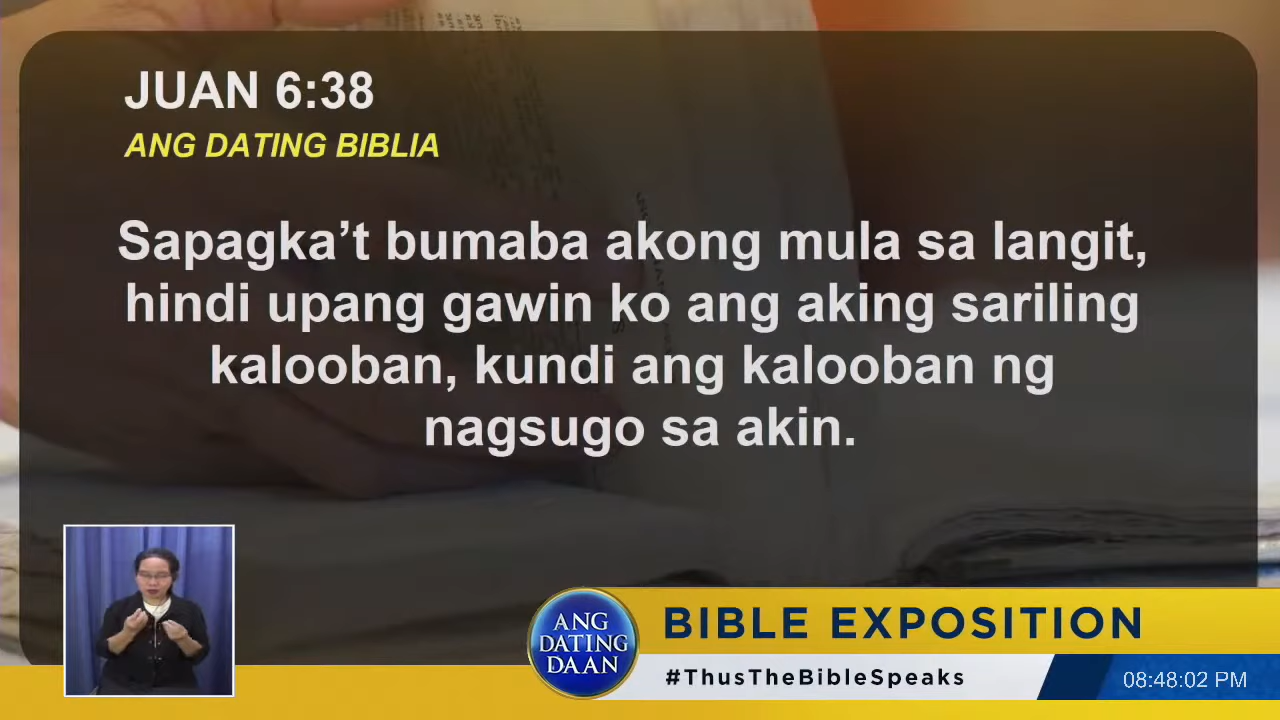 JUAN 6:38
ANG DATING BIBLIA
Sapagka’t bumaba akong mula sa langit,
hindi upang gawin ko ang aking sariling
kalooban, kundi ang kalooban ng
nagsugo sa akin.
ANG
DATING
DAAN
BIBLE EXPOSITION
#ThusTheBibleSpeaks
08:48:02 PM